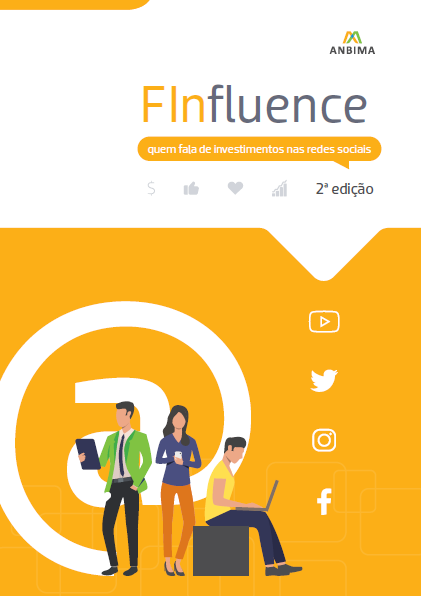 ANBIMA
FInfluence
quem fala de investimentos nas redes sociais
$
2ª edição
@
f